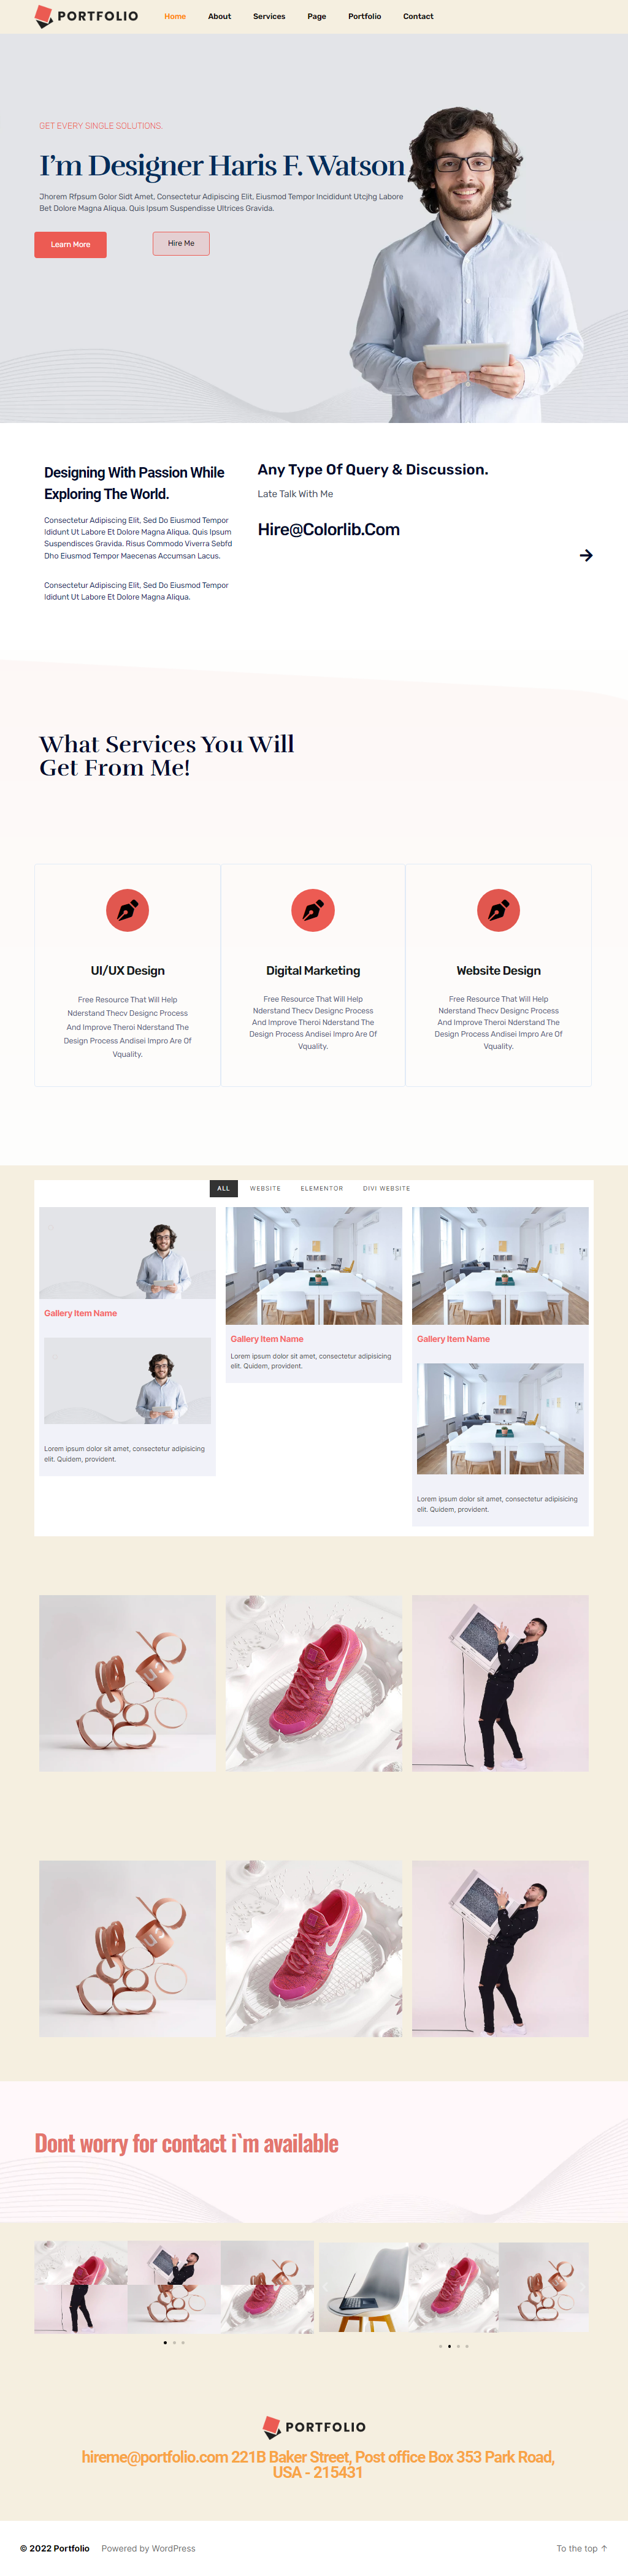 PORTFOLIO
Home About Services Page Portfolio Contact
GET EVERY SINGLE SOLUTIONS.
I'm Designer Haris F. Watson
Jhorem Rfpsum Golor Sidt Amet, Consectetur Adipiscing Elit, Eiusmod Tempor Incididunt Utcjhg Labore
Bet Dolore Magna Aliqua. Quis Ipsum Suspendisse Ultrices Gravida.
Learn More
Hire Me
Designing With Passion While
Exploring The World.
Consectetur Adipiscing Elit, Sed Do Eiusmod Tempor
Ididunt Ut Labore Et Dolore Magna Aliqua. Quis Ipsum
Suspendisces Gravida. Risus Commodo Viverra Sebfd
Dho Eiusmod Tempor Maecenas Accumsan Lacus.
Consectetur Adipiscing Elit, Sed Do Eiusmod Tempor
Ididunt Ut Labore Et Dolore Magna Aliqua.
Any Type Of Query & Discussion.
Late Talk With Me
Hire@Colorlib.Com
What Services You Will
Get From Me!
UI/UX Design
Free Resource That Will Help
Nderstand Thecv Designc Process
And Improve Theroi Nderstand The
Design Process Andisei Impro Are Of
Vquality.
Digital Marketing
Free Resource That Will Help
Nderstand Thecv Designc Process
And Improve Theroi Nderstand The
Design Process Andisei Impro Are Of
Vquality.
Website Design
Free Resource That Will Help
Nderstand Thecv Designc Process
And Improve Theroi Nderstand The
Design Process Andisei Impro Are Of
Vquality.
ALL WEBSITE ELEMENTOR DIVI WEBSITE
Gallery Item Name
Lorem ipsum dolor sit amet, consectetur adipisicing
elit. Quidem, provident.
Gallery Item Name
Lorem ipsum dolor sit amet, consectetur adipisicing
elit. Quidem, provident.
Gallery Item Name
Lorem ipsum dolor sit amet, consectetur adipisicing
elit. Quidem, provident.
Dont worry for contact i`m available
PORTFOLIO
hireme@portfolio.com 221B Baker Street, Post office Box 353 Park Road,
USA - 215431
© 2022 Portfolio Powered by WordPress To the top ↑